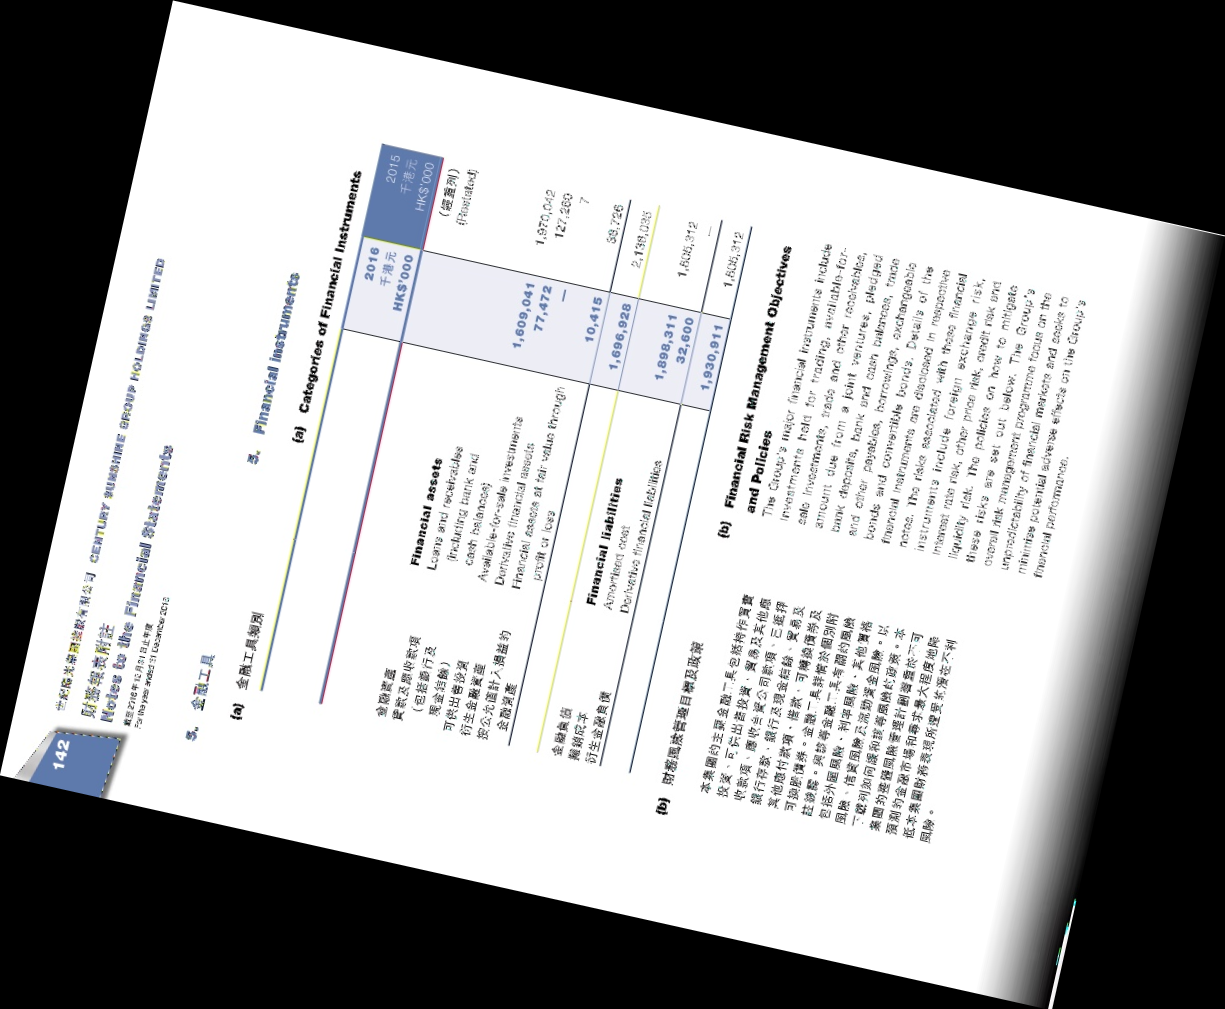 142
世紀陽光集團控股有限公司 CENTURY SUNSHINE GROUP HOLDINGS LIMITED
財務報表附註
Notes to the Financial Statements
截至2016年12月31日止年度
For the year ended 31 December 2016
5. 金融工具
5. Financial instruments
(a) 金融工具類別
(a) Categories of Financial Instruments
2016 2015
千港元 千港元
HK$'000 HK$'000
(經重列)
(Restated)
金融資產 Financial assets
貸款及應收款項 Loans and receivables
(包括銀行及 (including bank and
現金結餘) cash balances) 1,609,041 1,970,042
可供出售投資 Available-for-sale investments 77,472 127,260
衍生金融資產 Derivative financial assets — 7
按公允值計入損益的 Financial assets at fair value through
金融資產 profit or loss 10,415 38,726
1,696,928
金融負債 Financial liabilities
攤銷成本 Amortised cost 1,898,311 1,605,312
衍生金融負債 Derivative financial liabilities 32,600 —
1,930,911 1,605,312
(b) 財務風險管理目標及政策
本集團的主要金融工具包括持作買賣
投資、可供出售投資、貿易及其他應
收款項、應收合資公司款項、已抵押
銀行存款、銀行及現金結餘、貿易及
其他應付款項、借款、可轉換債券及
可換股債券。金融工具詳情於個別附
註披露。與該等金融工具有關的風險
包括外匯風險、利率風險、其他價格
風險、信貸風險及流動資金風險。以
下載列如何緩和該等風險的政策。本
集團的整體風險管理計劃著重於不可
預測的金融市場和尋求最大程度地降
低本集團財務表現所遭受的潛在不利
風險。
(b) Financial Risk Management Objectives
and Policies
The Group's major financial instruments include
investments held for trading, available-for-
sale investments, trade and other receivables,
amount due from a joint ventures, pledged
bank deposits, bank and cash balances, trade
and other payables, borrowings, exchangeable
bonds and convertible bonds. Details of the
financial instruments are disclosed in respective
notes. The risks associated with these financial
instruments include foreign exchange risk,
interest rate risk, other price risk, credit risk and
liquidity risk. The policies on how to mitigate
these risks are set out below. The Group's
overall risk management programme focus on the
unpredictability of financial markets and seeks to
minimise potential adverse effects on the Group's
financial performance.